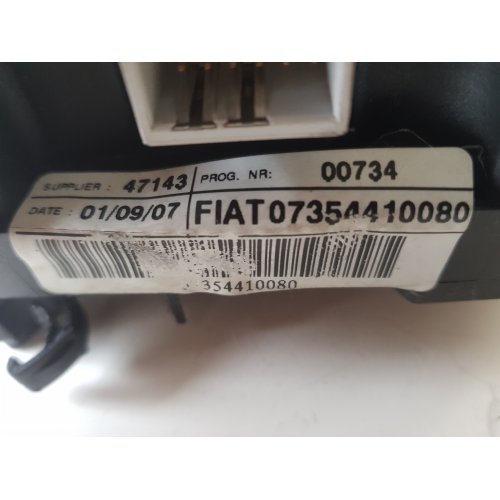 SUPPLIER : 47143 PROG. NR: 00734
DATE : 01/09/07 FIAT07354410080
354410080